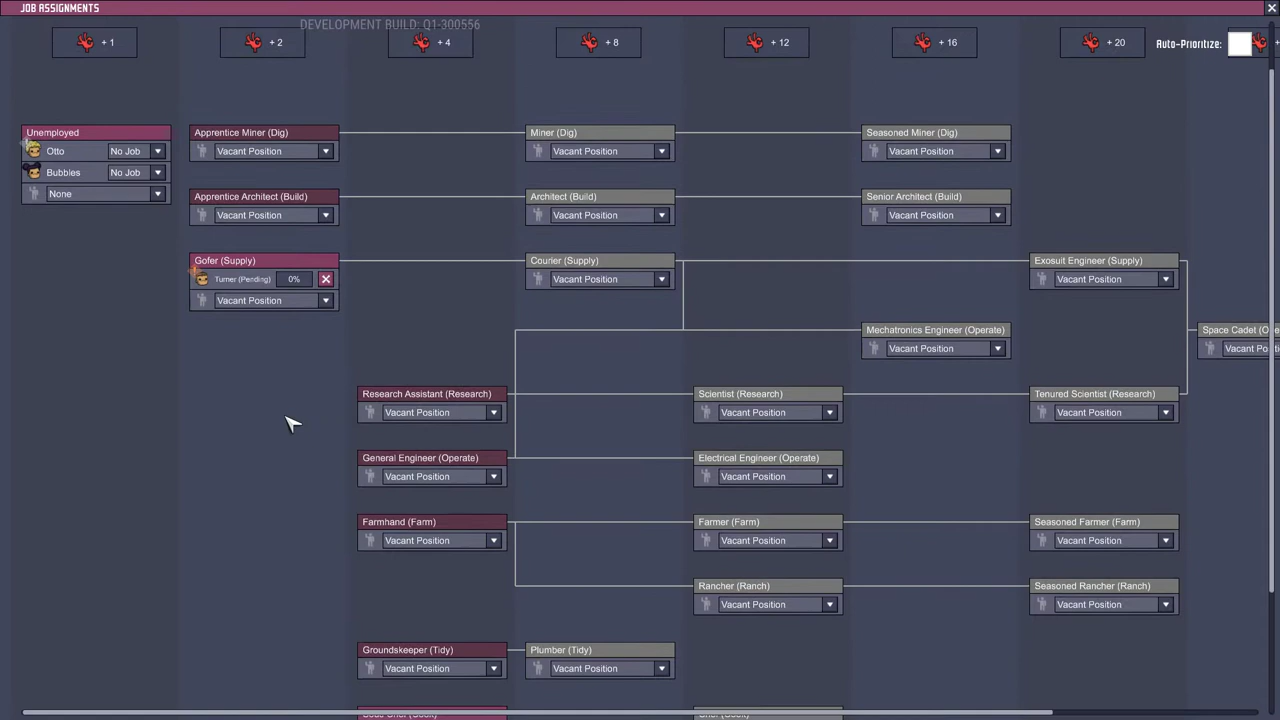 JOB ASSIGNMENTS
DEVELOPMENT BUILD: Q1-300556
+ 1
+ 2
+ 4
+ 8
+ 12
+ 16
+ 20
Auto-Prioritize:
Unemployed
Otto No Job
Bubbles No Job
None
Apprentice Miner (Dig)
Vacant Position
Miner (Dig)
Vacant Position
Seasoned Miner (Dig)
Vacant Position
Apprentice Architect (Build)
Vacant Position
Architect (Build)
Vacant Position
Senior Architect (Build)
Vacant Position
Gofer (Supply)
Turner (Pending) 0%
Vacant Position
Courier (Supply)
Vacant Position
Exosuit Engineer (Supply)
Vacant Position
Mechatronics Engineer (Operate)
Vacant Position
Space Cadet (O
Vacant Po
Research Assistant (Research)
Vacant Position
Scientist (Research)
Vacant Position
Tenured Scientist (Research)
Vacant Position
General Engineer (Operate)
Vacant Position
Electrical Engineer (Operate)
Vacant Position
Farmhand (Farm)
Vacant Position
Farmer (Farm)
Vacant Position
Seasoned Farmer (Farm)
Vacant Position
Rancher (Ranch)
Vacant Position
Seasoned Rancher (Ranch)
Vacant Position
Groundskeeper (Tidy)
Vacant Position
Plumber (Tidy)
Vacant Position